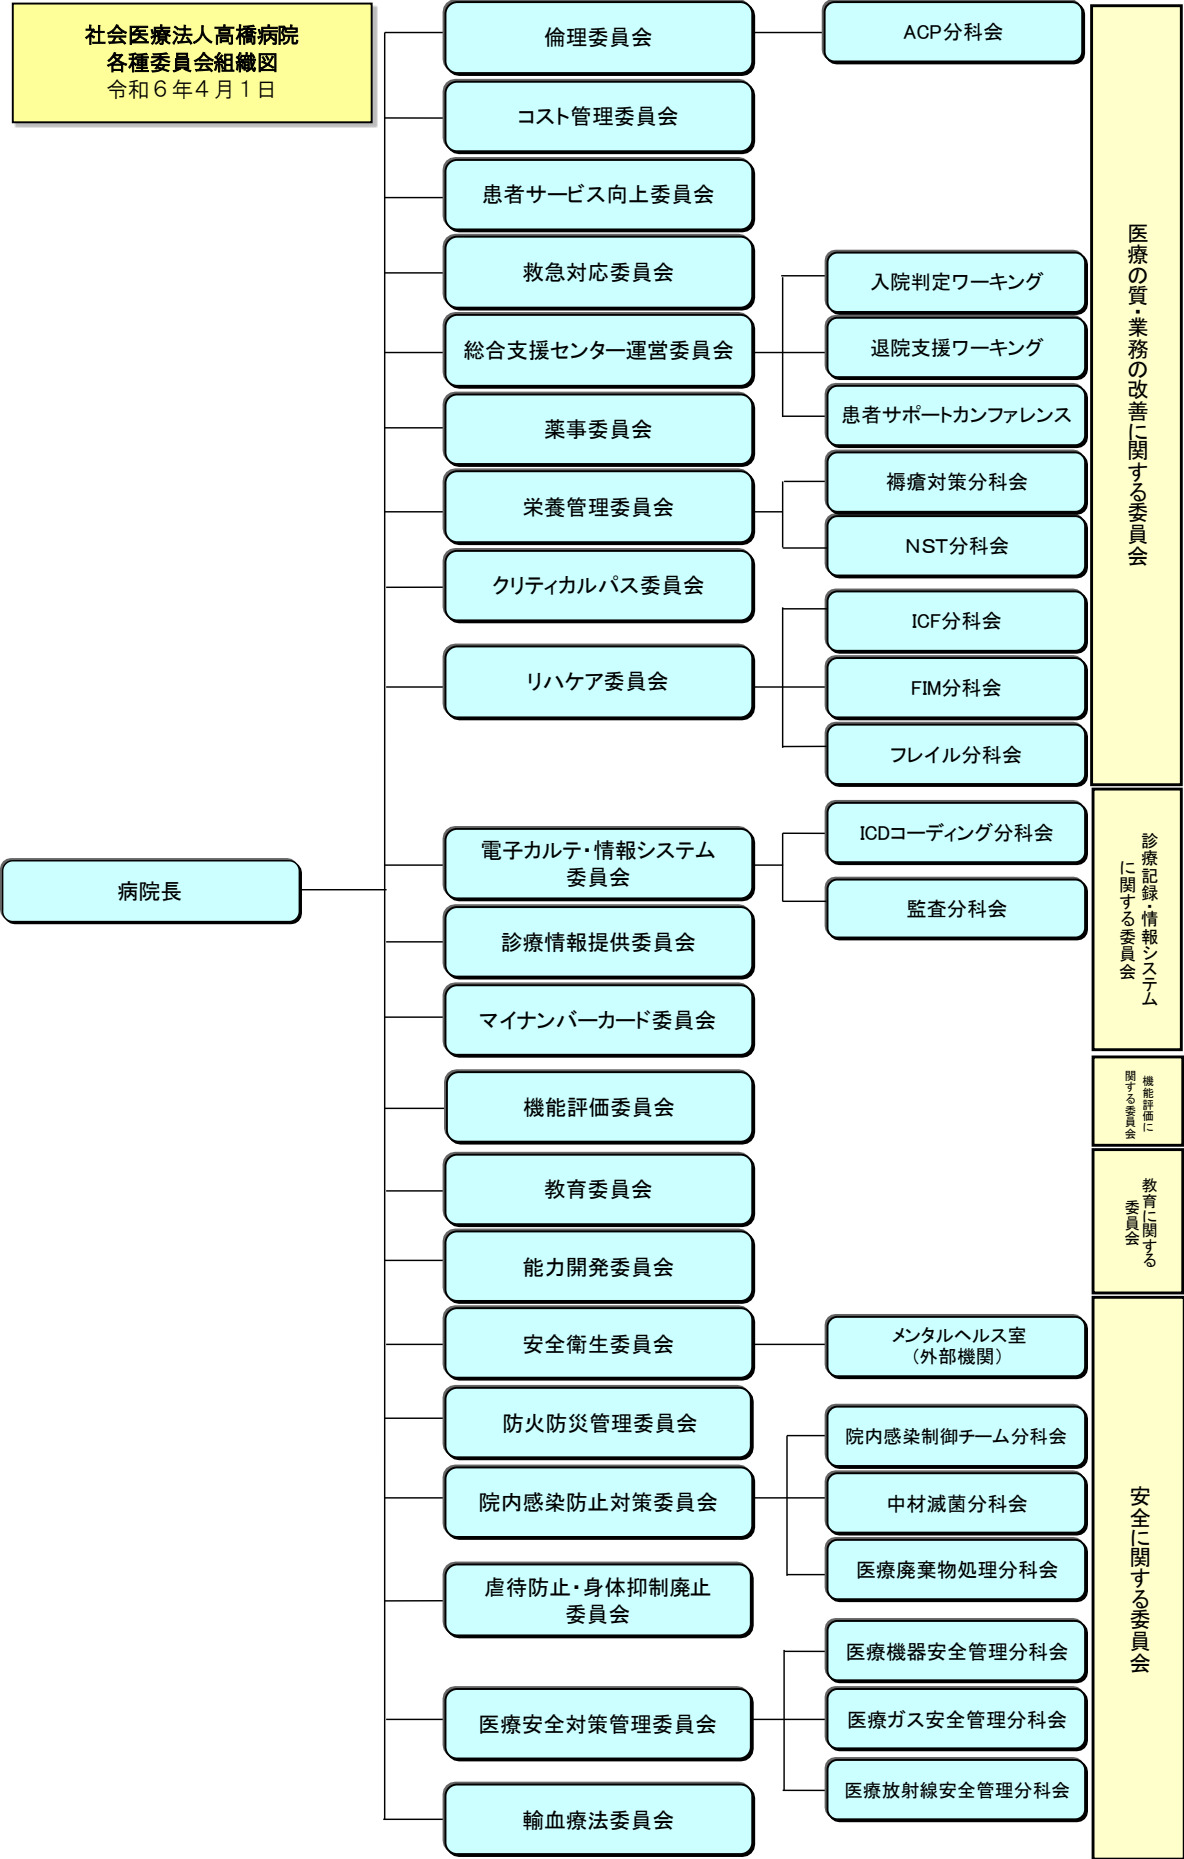 社会医療法人高橋病院
各種委員会組織図
令和６年４月１日
病院長
倫理委員会
ACP分科会
コスト管理委員会
患者サービス向上委員会
救急対応委員会
総合支援センター運営委員会
入院判定ワーキング
退院支援ワーキング
患者サポートカンファレンス
薬事委員会
栄養管理委員会
褥瘡対策分科会
NST分科会
クリティカルパス委員会
リハケア委員会
ICF分科会
FIM分科会
フレイル分科会
医療の質・業務の改善に関する委員会
電子カルテ・情報システム
委員会
ICDコーディング分科会
監査分科会
診療情報提供委員会
マイナンバーカード委員会
診療記録・情報システム
に関する委員会
機能評価委員会
機能評価に
関する委員会
教育委員会
能力開発委員会
教育に関する
委員会
安全衛生委員会
メンタルヘルス室
（外部機関）
防火防災管理委員会
院内感染防止対策委員会
院内感染制御チーム分科会
中材滅菌分科会
医療廃棄物処理分科会
虐待防止・身体抑制廃止
委員会
医療安全対策管理委員会
医療機器安全管理分科会
医療ガス安全管理分科会
医療放射線安全管理分科会
輸血療法委員会
安全に関する委員会